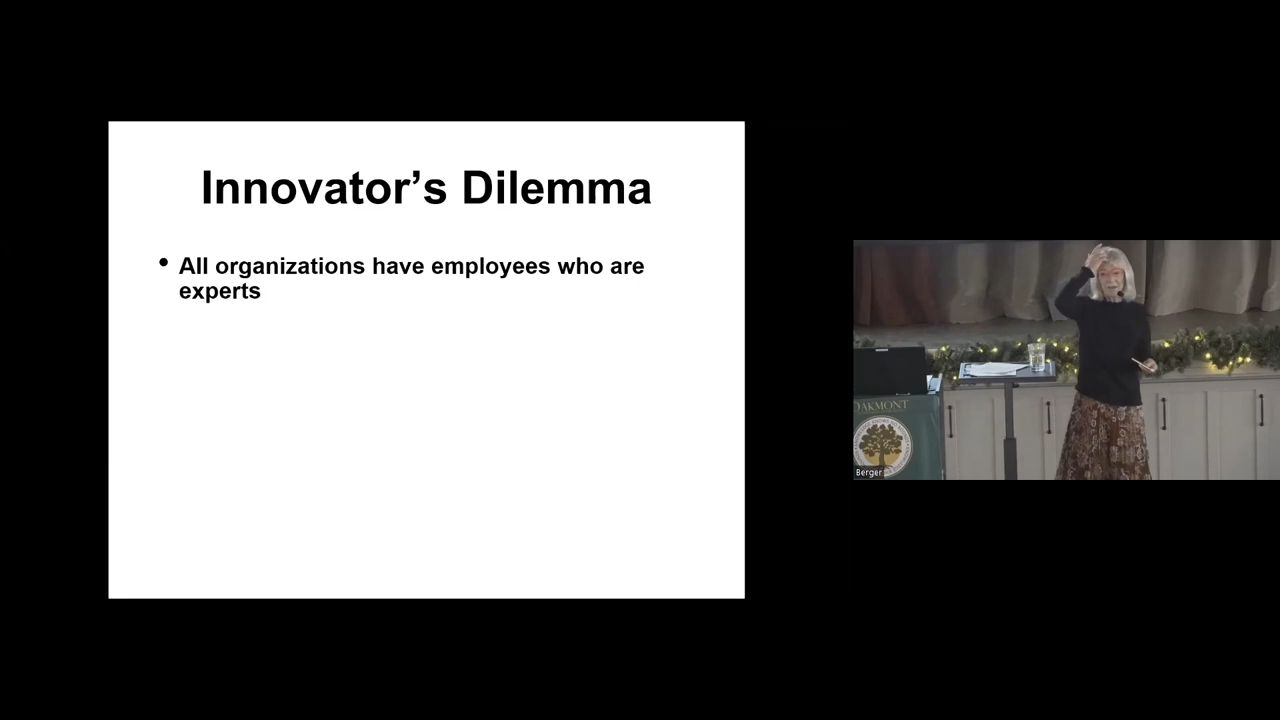 Innovator’s Dilemma
• All organizations have employees who are
experts
OAKMONT
Berger